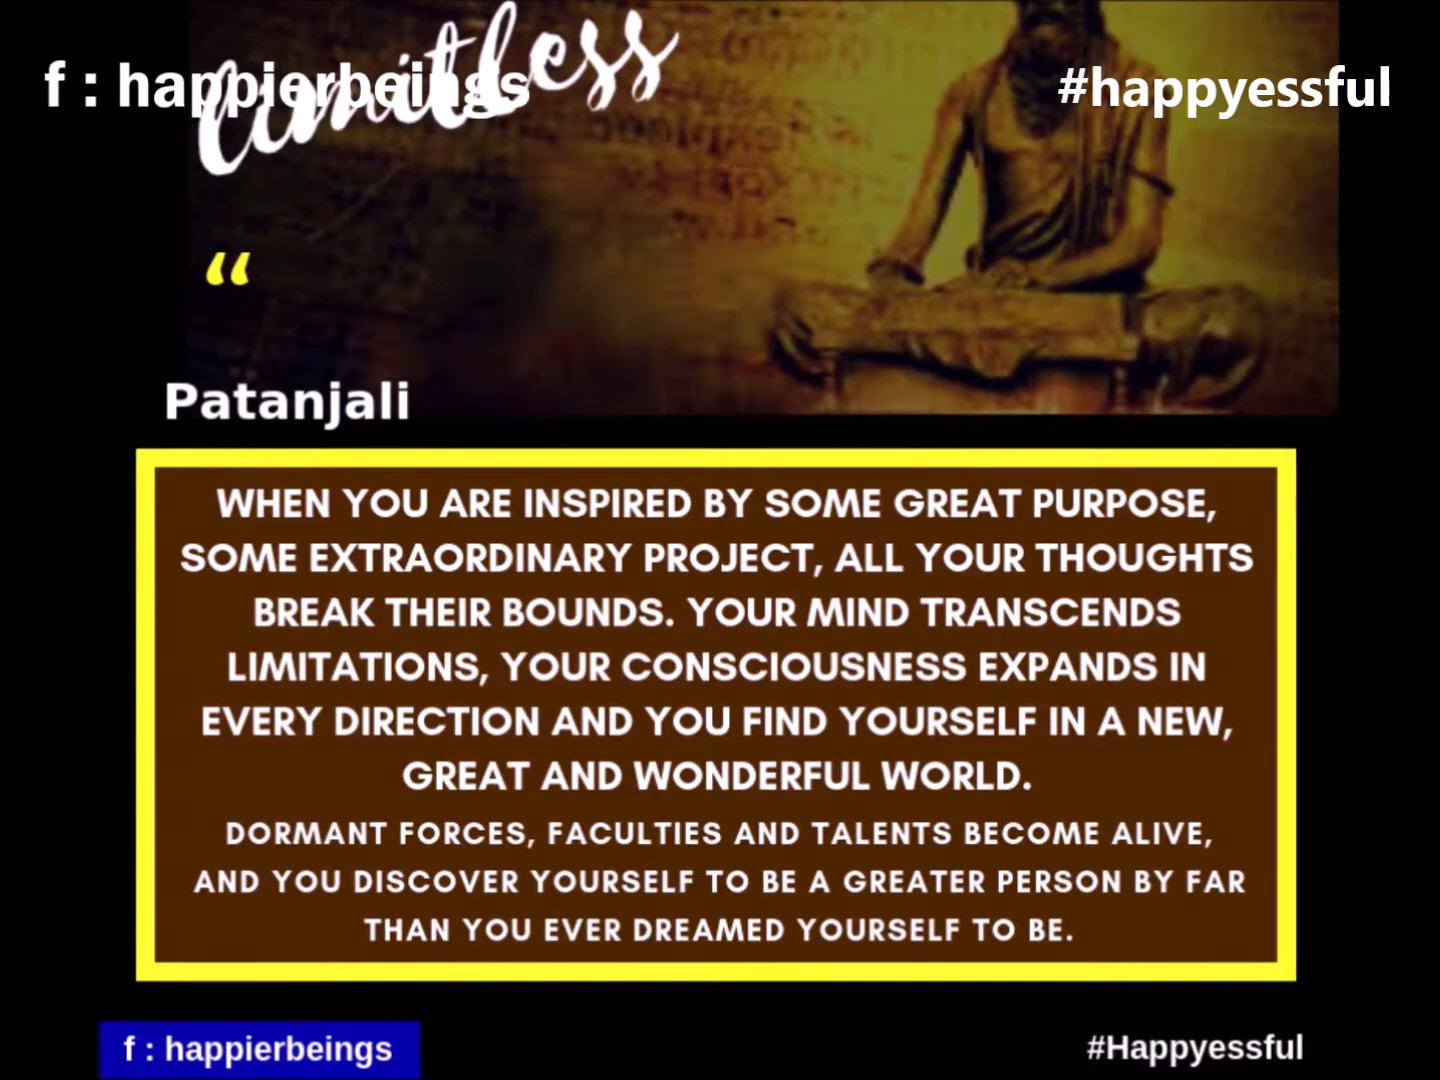 limitless
f : happierbeings
#happyessful
“
Patanjali
WHEN YOU ARE INSPIRED BY SOME GREAT PURPOSE,
SOME EXTRAORDINARY PROJECT, ALL YOUR THOUGHTS
BREAK THEIR BOUNDS. YOUR MIND TRANSCENDS
LIMITATIONS, YOUR CONSCIOUSNESS EXPANDS IN
EVERY DIRECTION AND YOU FIND YOURSELF IN A NEW,
GREAT AND WONDERFUL WORLD.
DORMANT FORCES, FACULTIES AND TALENTS BECOME ALIVE,
AND YOU DISCOVER YOURSELF TO BE A GREATER PERSON BY FAR
THAN YOU EVER DREAMED YOURSELF TO BE.
f : happierbeings
#Happyessful